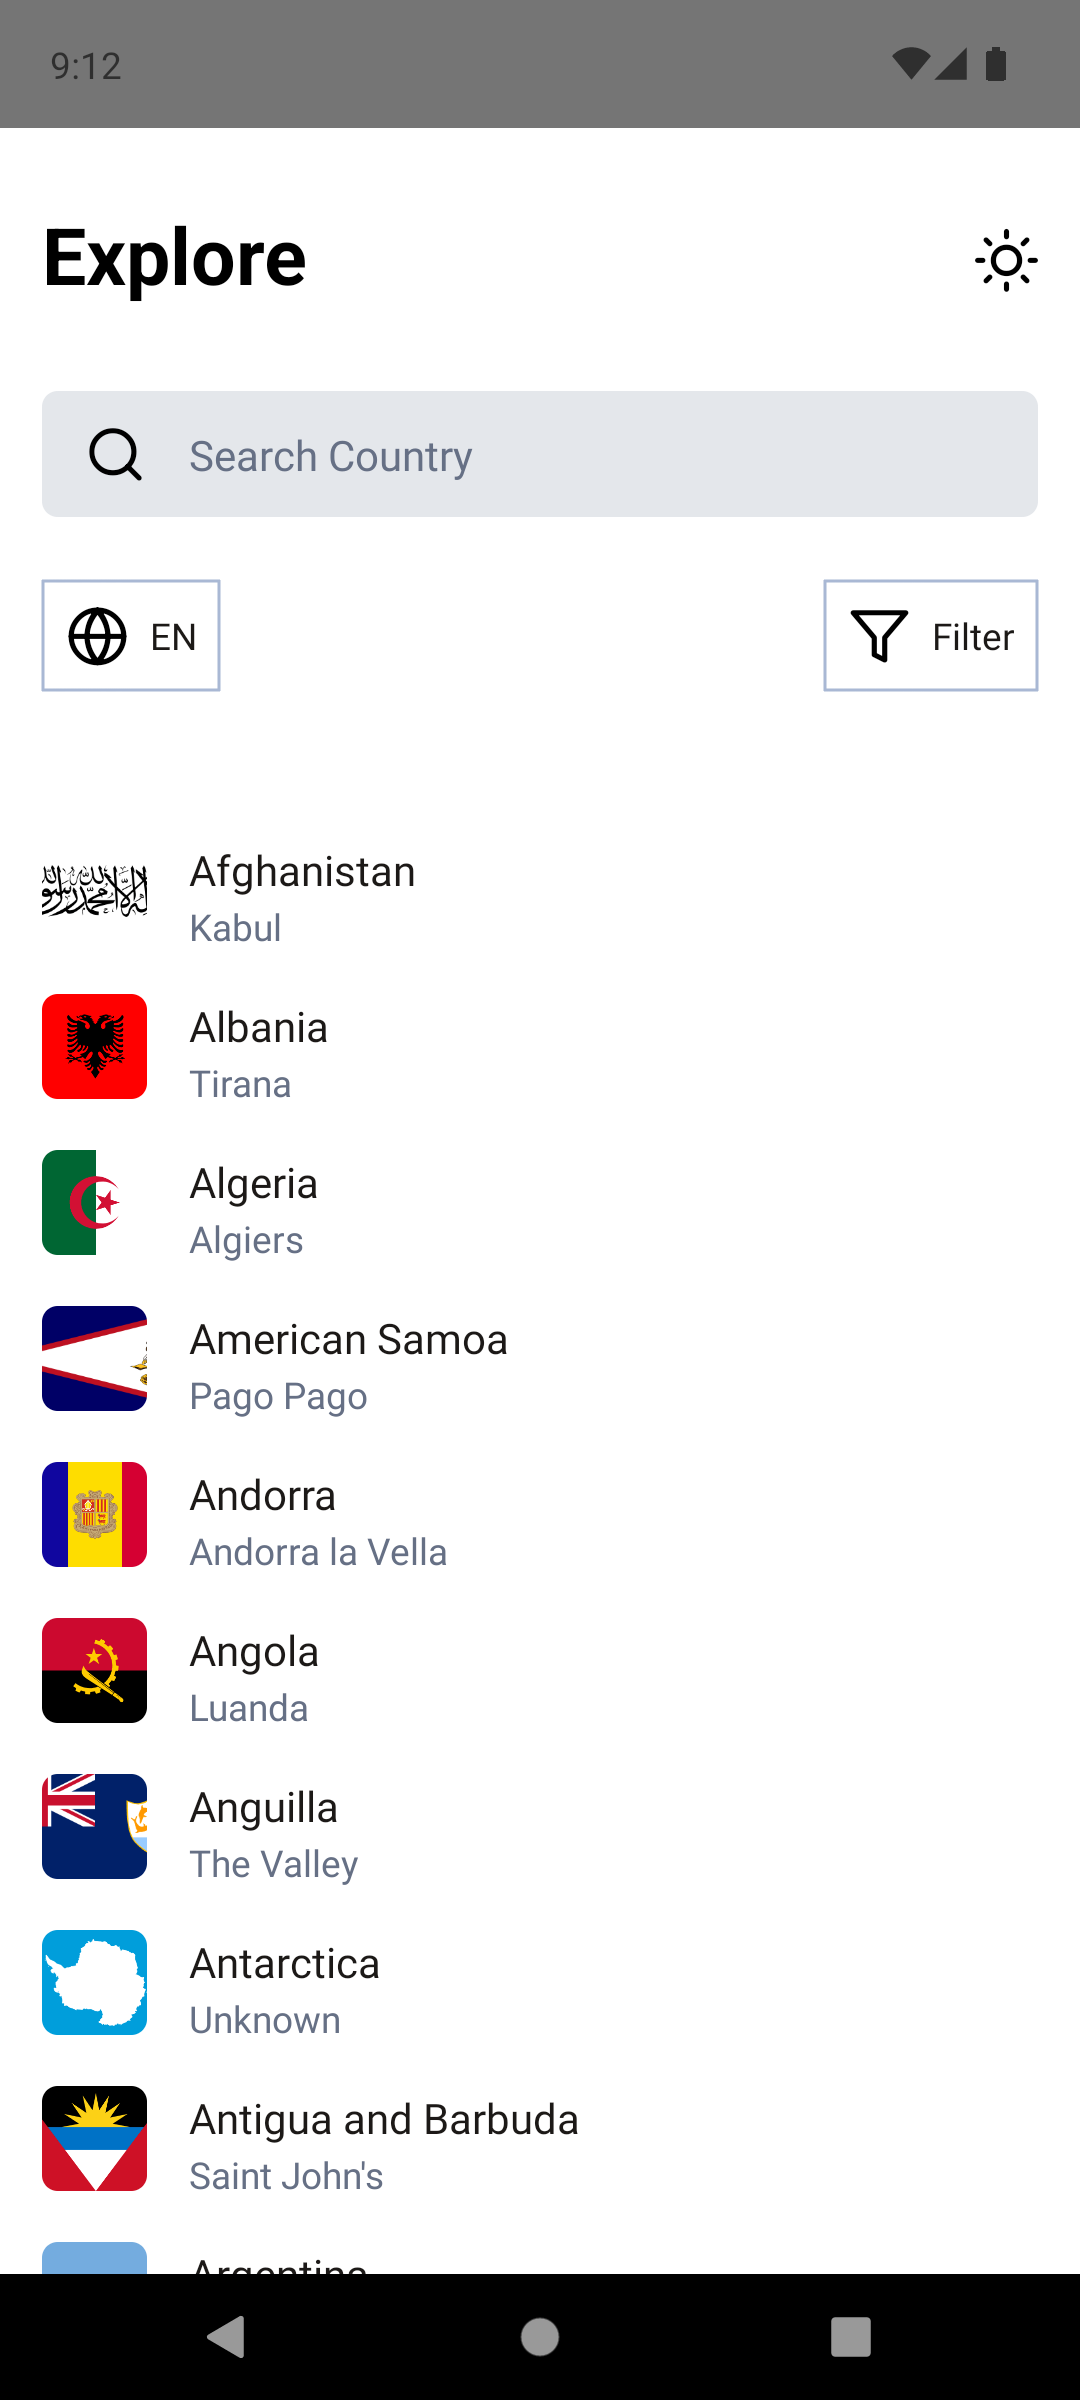 9:12
Explore
Search Country
EN
Filter
Afghanistan
Kabul
Albania
Tirana
Algeria
Algiers
American Samoa
Pago Pago
Andorra
Andorra la Vella
Angola
Luanda
Anguilla
The Valley
Antarctica
Unknown
Antigua and Barbuda
Saint John's
Argentina